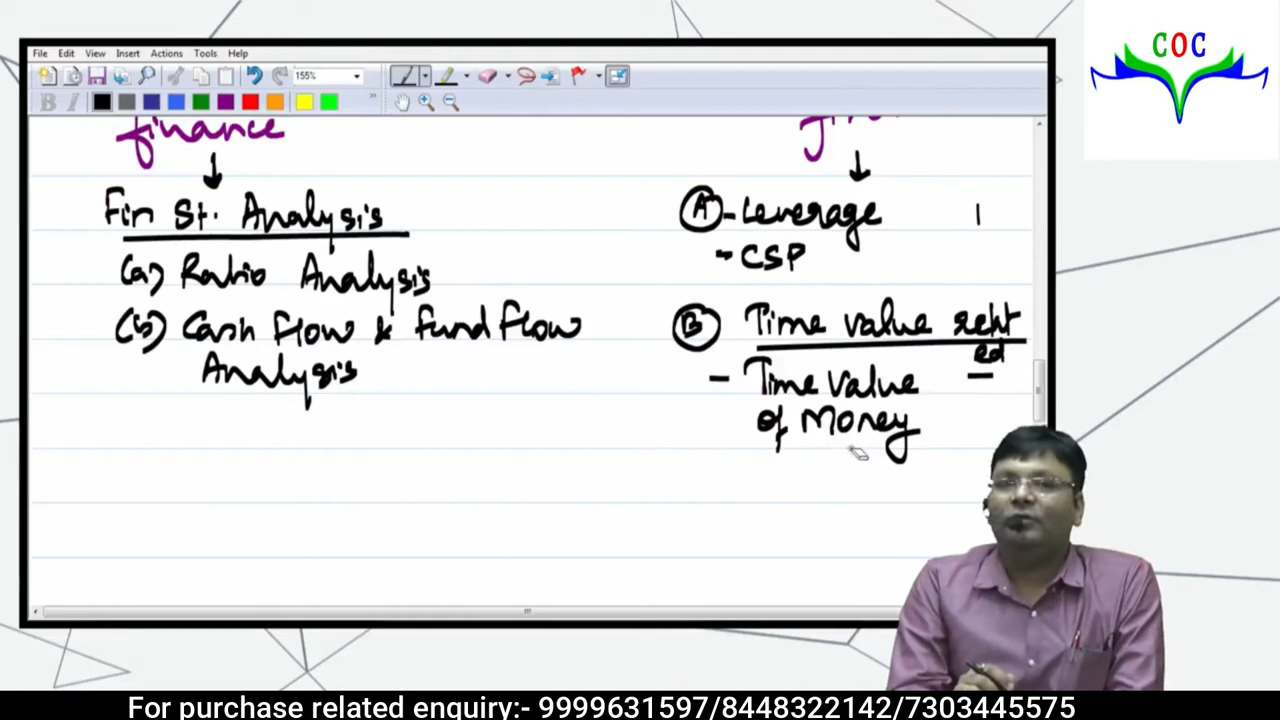 COC
File Edit View Insert Actions Tools Help
155%
B I
finance
Fin St. Analysis
(a) Ratio Analysis
(b) Cash flow & fund flow
Analysis
(A) - Leverage
- CSP
(B) Time value
ed
- Time value
of Money
For purchase related enquiry:- 9999631597/8448322142/7303445575